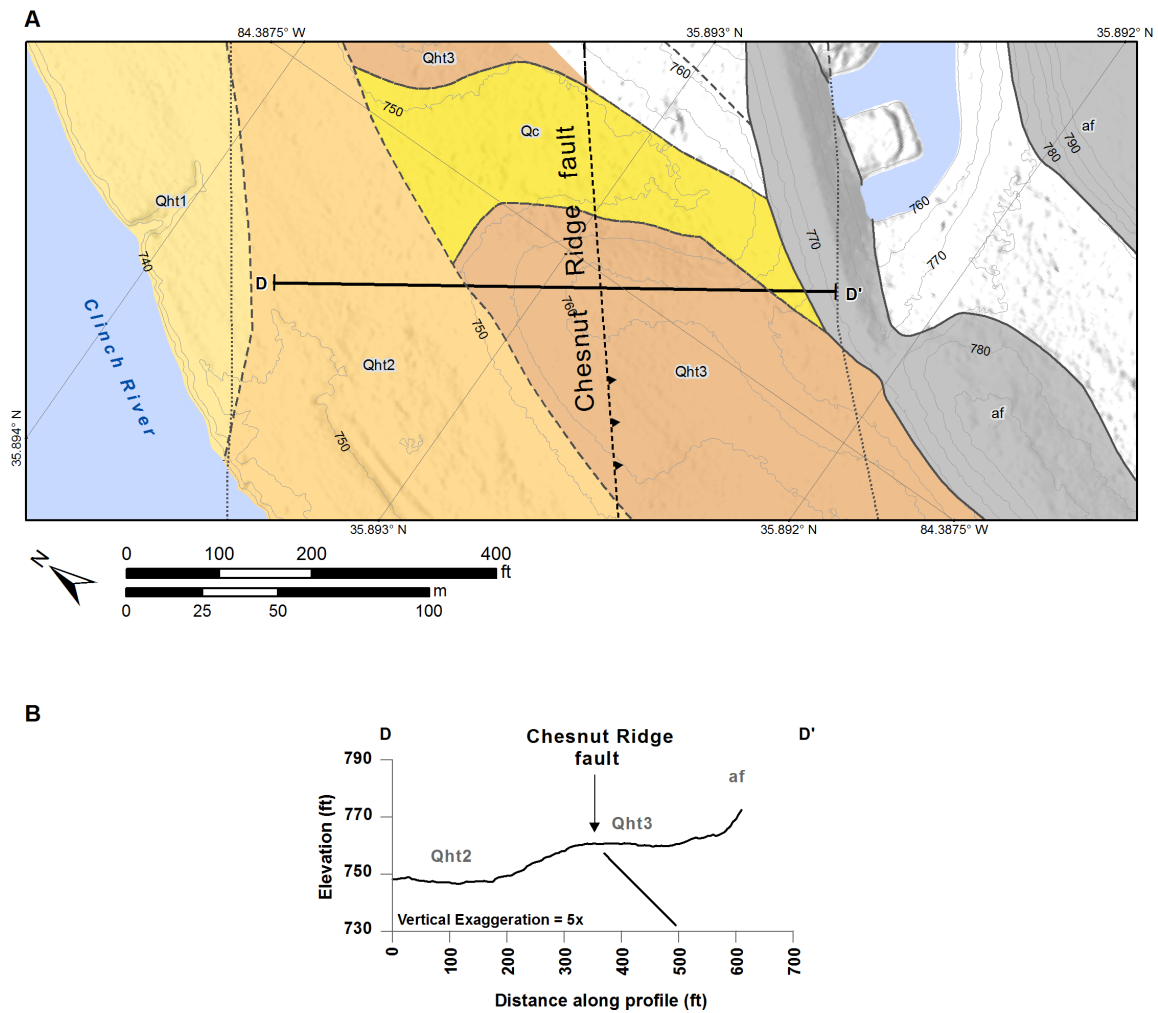 A
84.3875° W
35.893° N
35.892° N
Qht3
760
750
Qc
af
790
780
Chesnut Ridge fault
Qht1
760
770
770
740
D
D'
760
750
Clinch River
Qht2
Qht3
780
af
750
35.894° N
35.893° N
35.892° N
84.3875° W
N
0 100 200 400
ft
m
0 25 50 100
B
D
Chesnut Ridge
fault
D'
790
af
770
Qht3
Qht2
750
Elevation (ft)
Vertical Exaggeration = 5x
730
0 100 200 300 400 500 600 700
Distance along profile (ft)